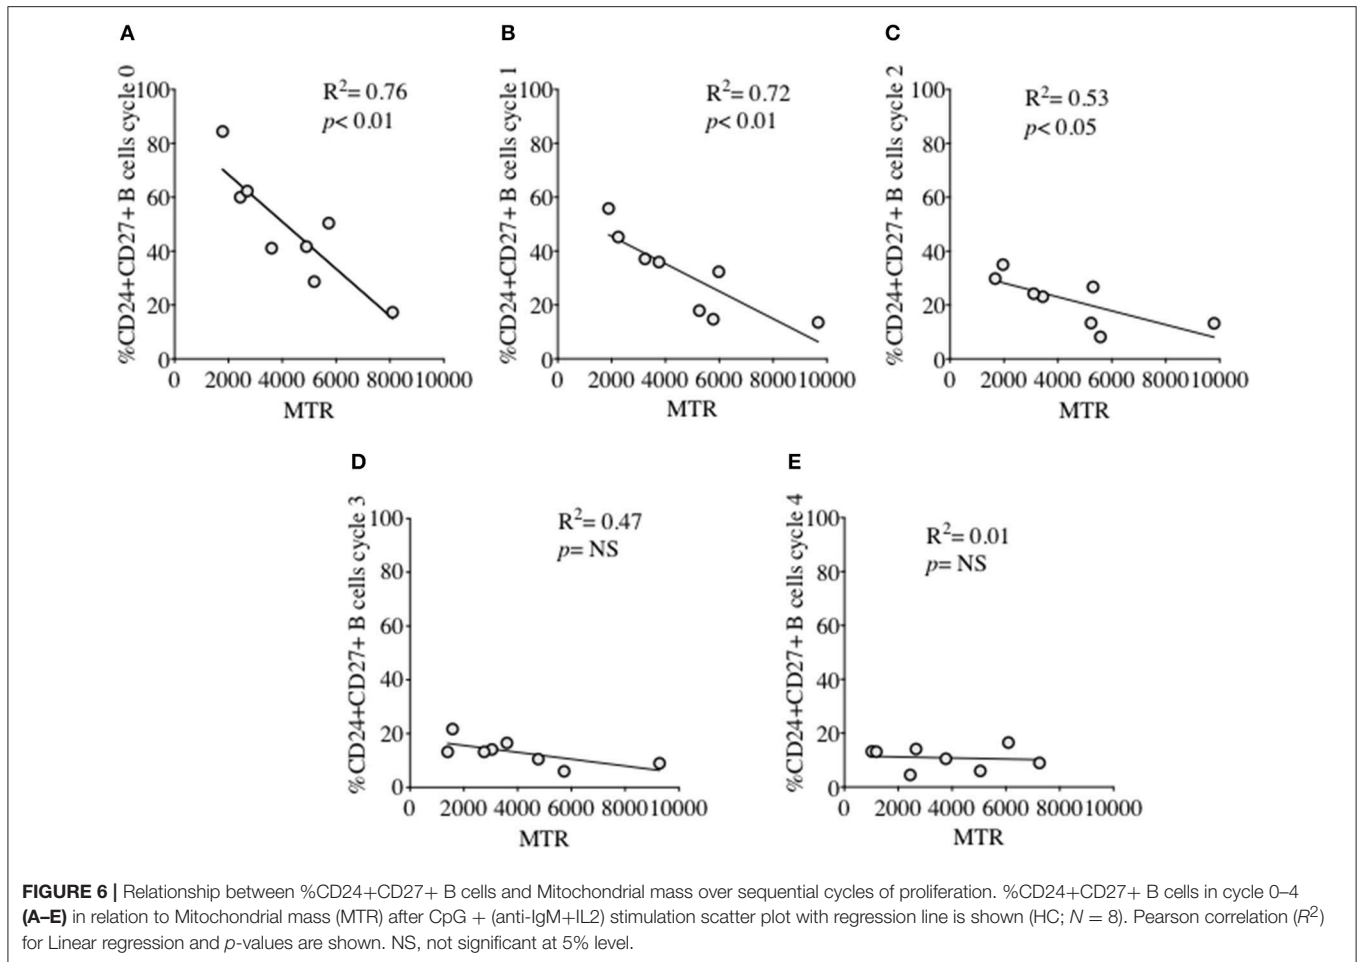 A
%CD24+CD27+ B cells cycle 0
100
80
60
40
20
0
R²= 0.76
p< 0.01
0 2000 4000 6000 8000 10000
MTR
B
%CD24+CD27+ B cells cycle 1
100
80
60
40
20
0
R²= 0.72
p< 0.01
0 2000 4000 6000 8000 10000
MTR
C
%CD24+CD27+ B cells cycle 2
100
80
60
40
20
0
R²= 0.53
p< 0.05
0 2000 4000 6000 8000 10000
MTR
D
%CD24+CD27+ B cells cycle 3
100
80
60
40
20
0
R²= 0.47
p= NS
0 2000 4000 6000 8000 10000
MTR
E
%CD24+CD27+ B cells cycle 4
100
80
60
40
20
0
R²= 0.01
p= NS
0 2000 4000 6000 8000 10000
MTR
FIGURE 6 | Relationship between %CD24+CD27+ B cells and Mitochondrial mass over sequential cycles of proliferation. %CD24+CD27+ B cells in cycle 0–4
(A–E) in relation to Mitochondrial mass (MTR) after CpG + (anti-IgM+IL2) stimulation scatter plot with regression line is shown (HC; N = 8). Pearson correlation (R²)
for Linear regression and p-values are shown. NS, not significant at 5% level.